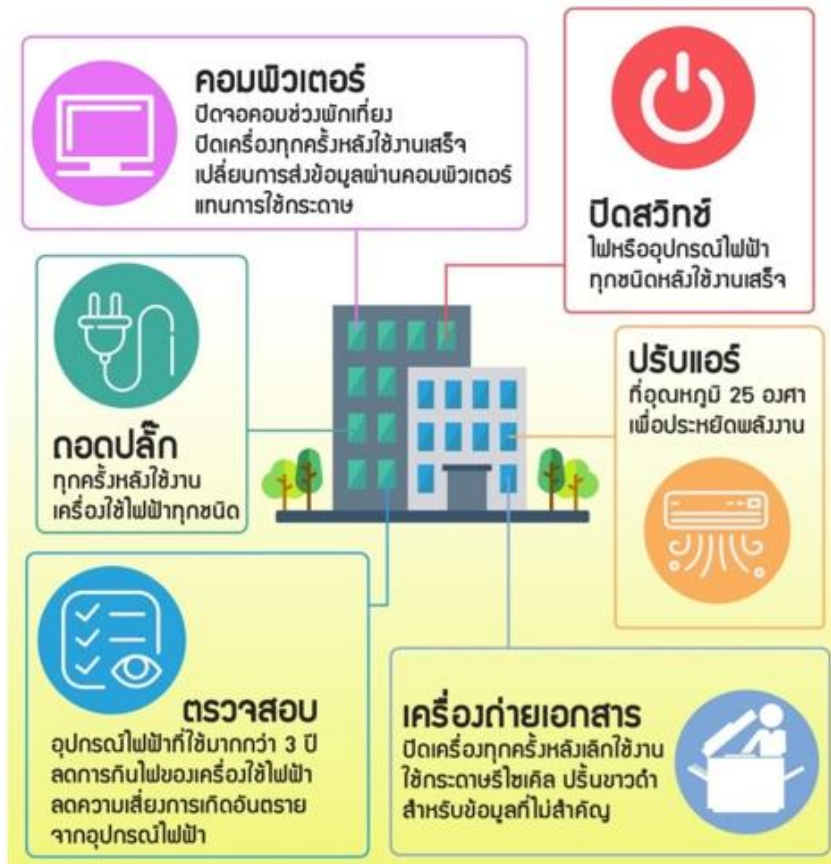 คอมพิวเตอร์
ปิดจอคอมช่วงพักเที่ยง
ปิดเครื่องทุกครั้งหลังใช้งานเสร็จ
เปลี่ยนการส่งข้อมูลผ่านคอมพิวเตอร์
แทนการใช้กระดาษ
ปิดสวิทช์
ไฟหรืออุปกรณ์ไฟฟ้า
ทุกชนิดหลังใช้งานเสร็จ
ถอดปลั๊ก
ทุกครั้งหลังใช้งาน
เครื่องใช้ไฟฟ้าทุกชนิด
ปรับแอร์
ที่อุณหภูมิ 25 องศา
เพื่อประหยัดพลังงาน
ตรวจสอบ
อุปกรณ์ไฟฟ้าที่ใช้มากกว่า 3 ปี
ลดการกินไฟของเครื่องใช้ไฟฟ้า
ลดความเสี่ยงการเกิดอันตราย
จากอุปกรณ์ไฟฟ้า
เครื่องถ่ายเอกสาร
ปิดเครื่องทุกครั้งหลังเลิกใช้งาน
ใช้กระดาษรีไซเคิล ปริ้นขาวดำ
สำหรับข้อมูลที่ไม่สำคัญ